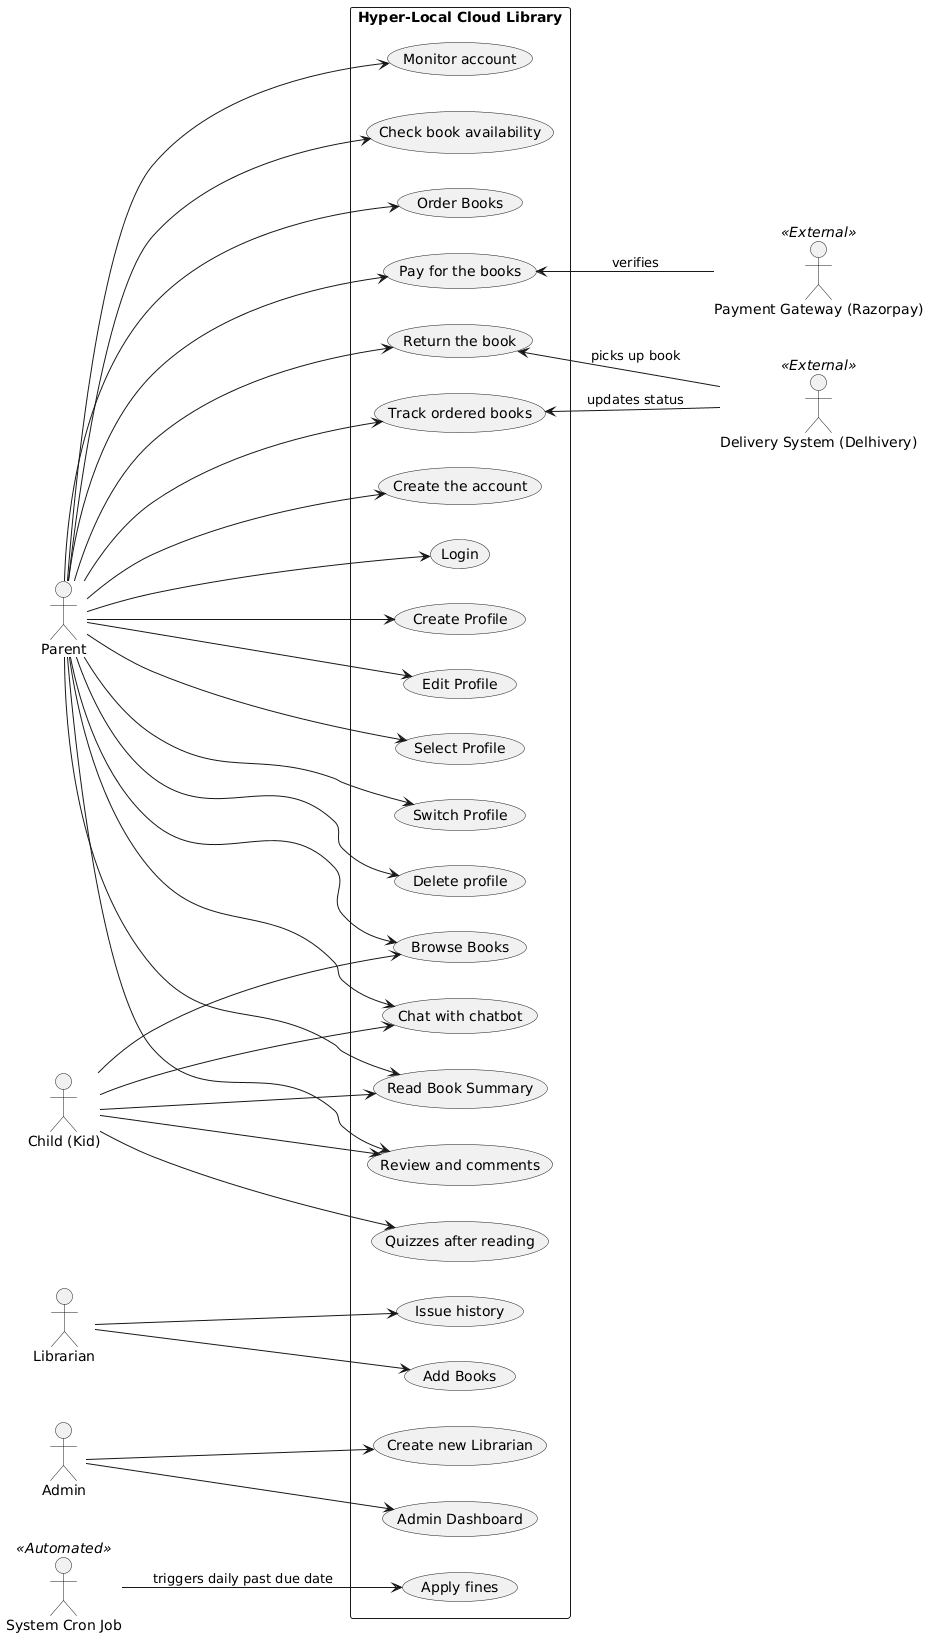 Hyper-Local Cloud Library
Monitor account
Check book availability
Order Books
Pay for the books
Return the book
Track ordered books
Create the account
Login
Create Profile
Edit Profile
Select Profile
Switch Profile
Delete profile
Browse Books
Chat with chatbot
Read Book Summary
Review and comments
Quizzes after reading
Issue history
Add Books
Create new Librarian
Admin Dashboard
Apply fines
Parent
Child (Kid)
Librarian
Admin
«Automated»
System Cron Job
triggers daily past due date
verifies
«External»
Payment Gateway (Razorpay)
picks up book
updates status
«External»
Delivery System (Delhivery)